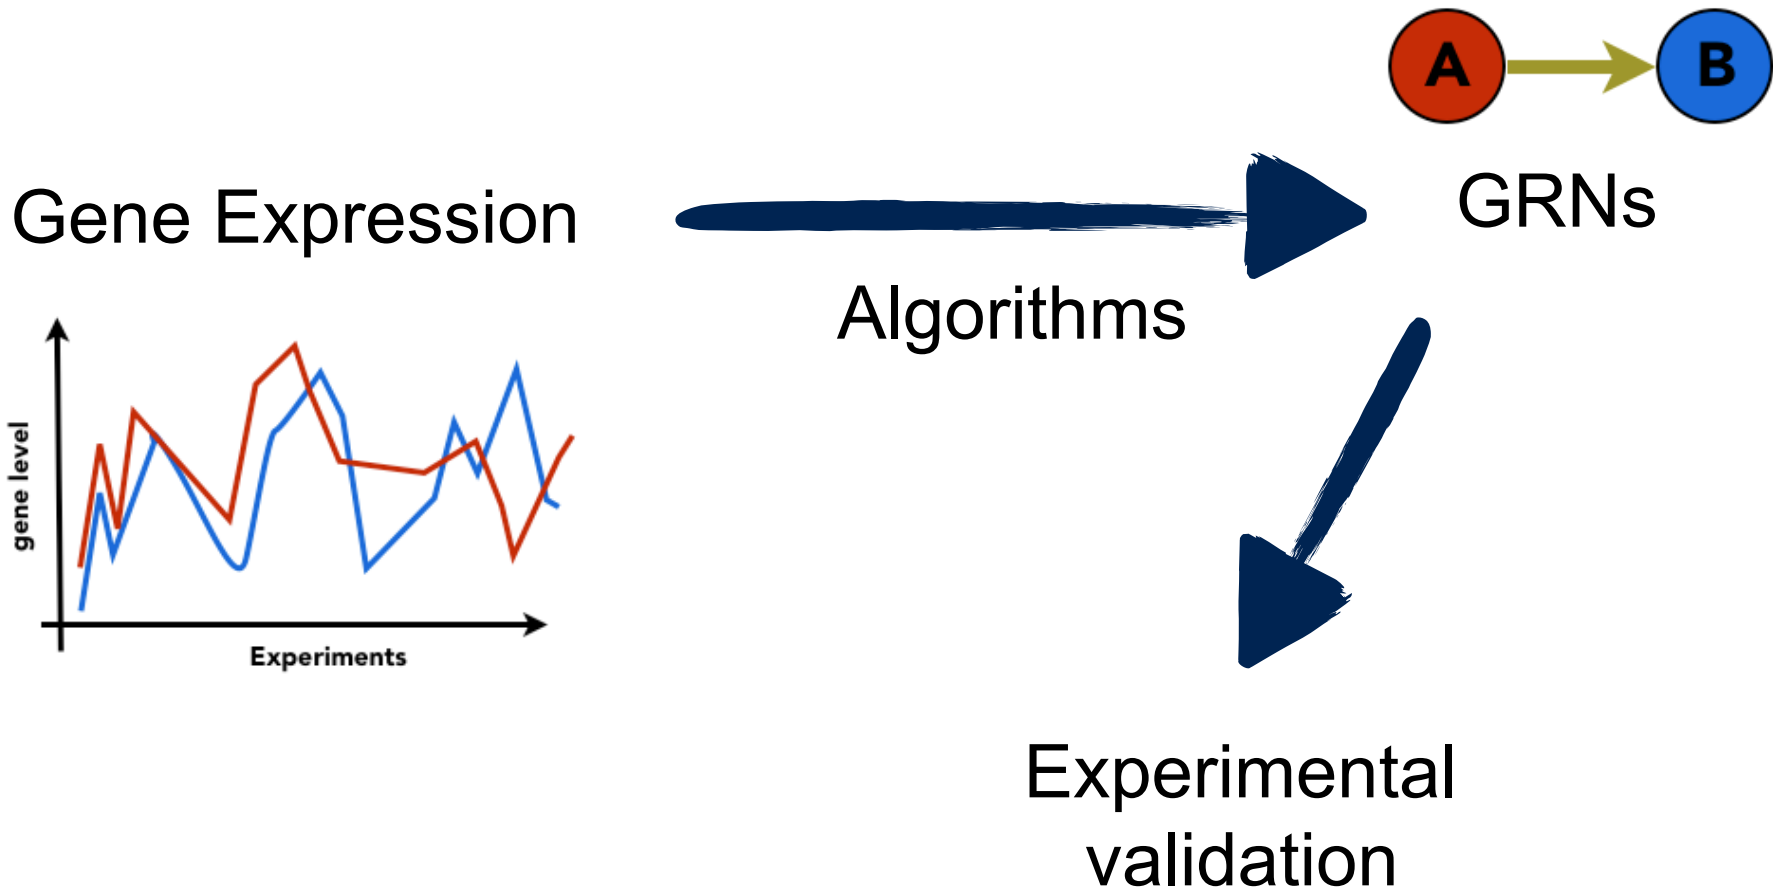 A
B
Gene Expression
GRNs
Algorithms
gene level
Experiments
Experimental
validation